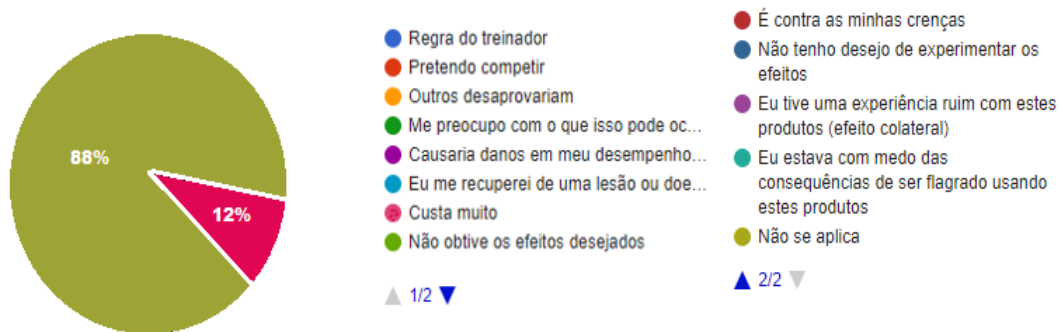 88%
12%
Regra do treinador
Pretendo competir
Outros desaprovariam
Me preocupo com o que isso pode oc...
Causaria danos em meu desempenho...
Eu me recuperei de uma lesão ou doe...
Custa muito
Não obtive os efeitos desejados
1/2
É contra as minhas crenças
Não tenho desejo de experimentar os
efeitos
Eu tive uma experiência ruim com estes
produtos (efeito colateral)
Eu estava com medo das
consequências de ser flagrado usando
estes produtos
Não se aplica
2/2